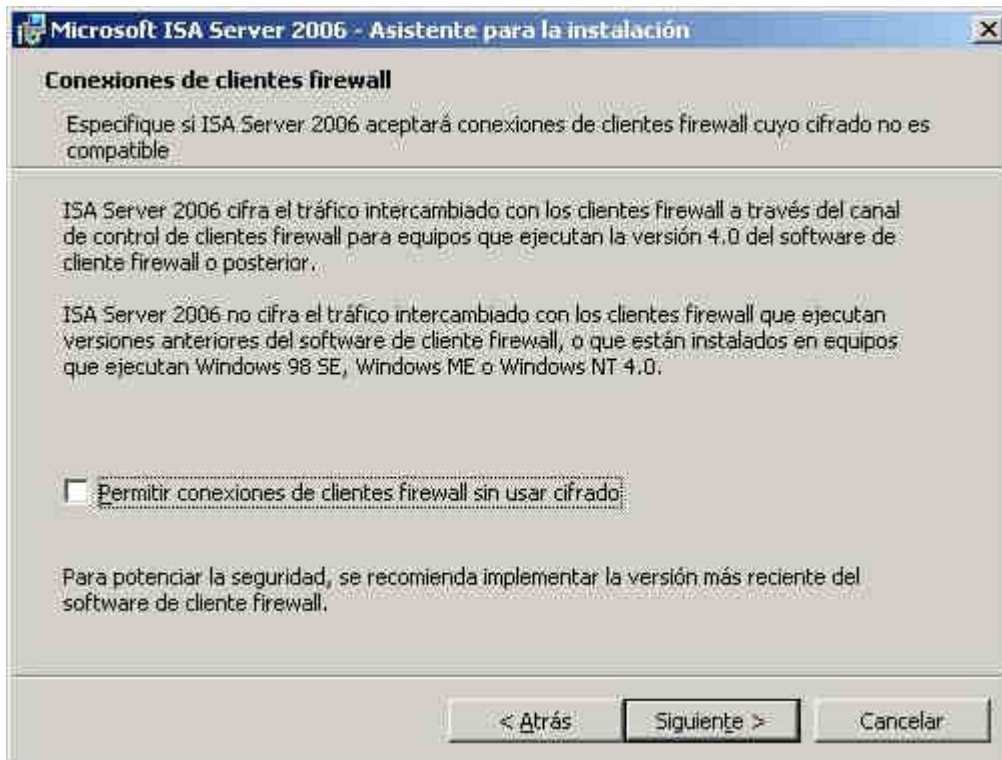 Microsoft ISA Server 2006 - Asistente para la instalación
Conexiones de clientes firewall
Especifique si ISA Server 2006 aceptará conexiones de clientes firewall cuyo cifrado no es
compatible
ISA Server 2006 cifra el tráfico intercambiado con los clientes firewall a través del canal
de control de clientes firewall para equipos que ejecutan la versión 4.0 del software de
cliente firewall o posterior.
ISA Server 2006 no cifra el tráfico intercambiado con los clientes firewall que ejecutan
versiones anteriores del software de cliente firewall, o que están instalados en equipos
que ejecutan Windows 98 SE, Windows ME o Windows NT 4.0.
Permitir conexiones de clientes firewall sin usar cifrado
Para potenciar la seguridad, se recomienda implementar la versión más reciente del
software de cliente firewall.
< Atrás Siguiente > Cancelar